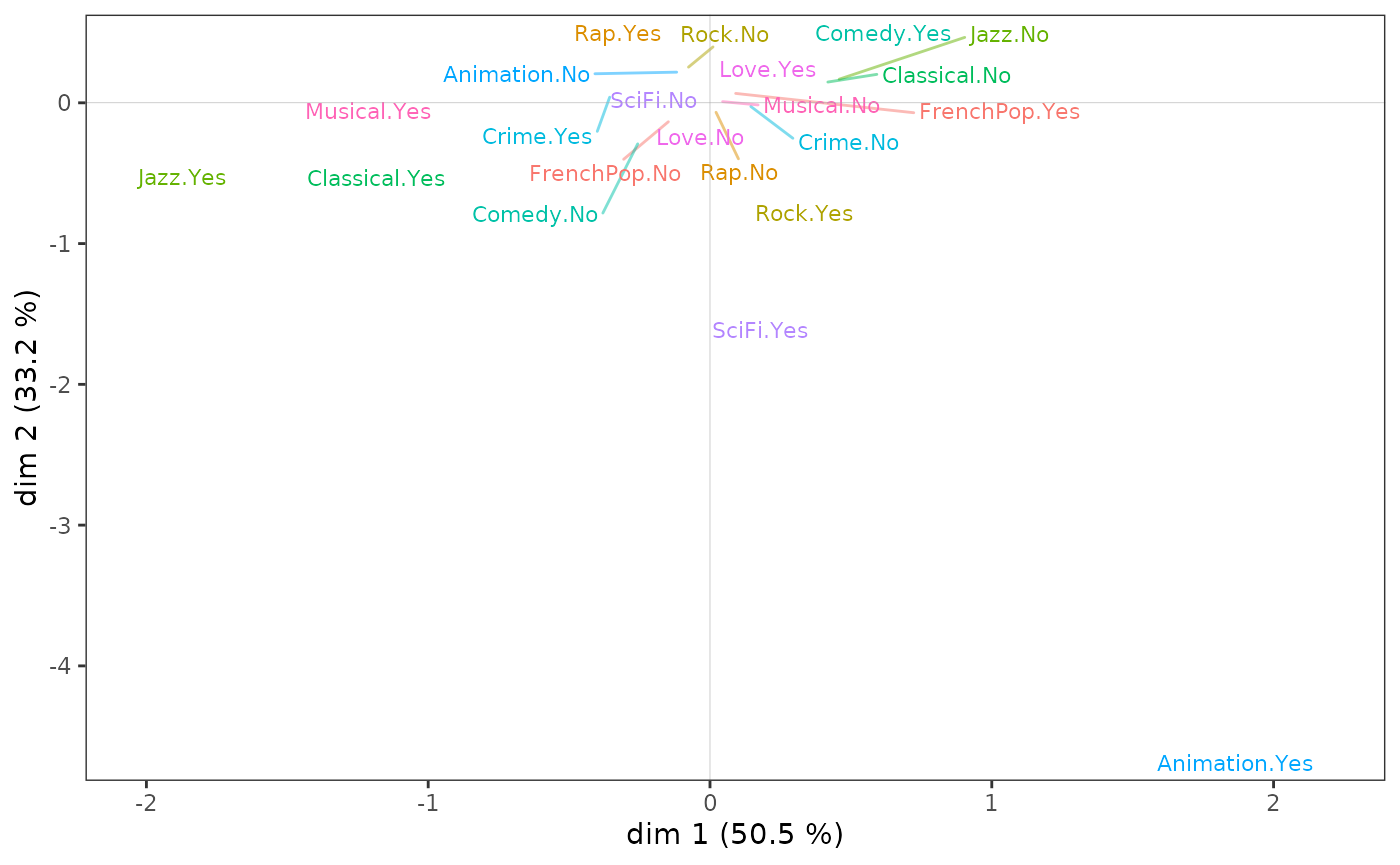 Rap.Yes
Rock.No
Comedy.Yes
Jazz.No
Animation.No
Love.Yes
Classical.No
SciFi.No
Musical.Yes
Musical.No
FrenchPop.Yes
Crime.Yes
Love.No
Crime.No
Jazz.Yes
Classical.Yes
FrenchPop.No
Rap.No
Comedy.No
Rock.Yes
SciFi.Yes
Animation.Yes
0
-1
-2
-3
-4
dim 2 (33.2 %)
-2
-1
0
1
2
dim 1 (50.5 %)